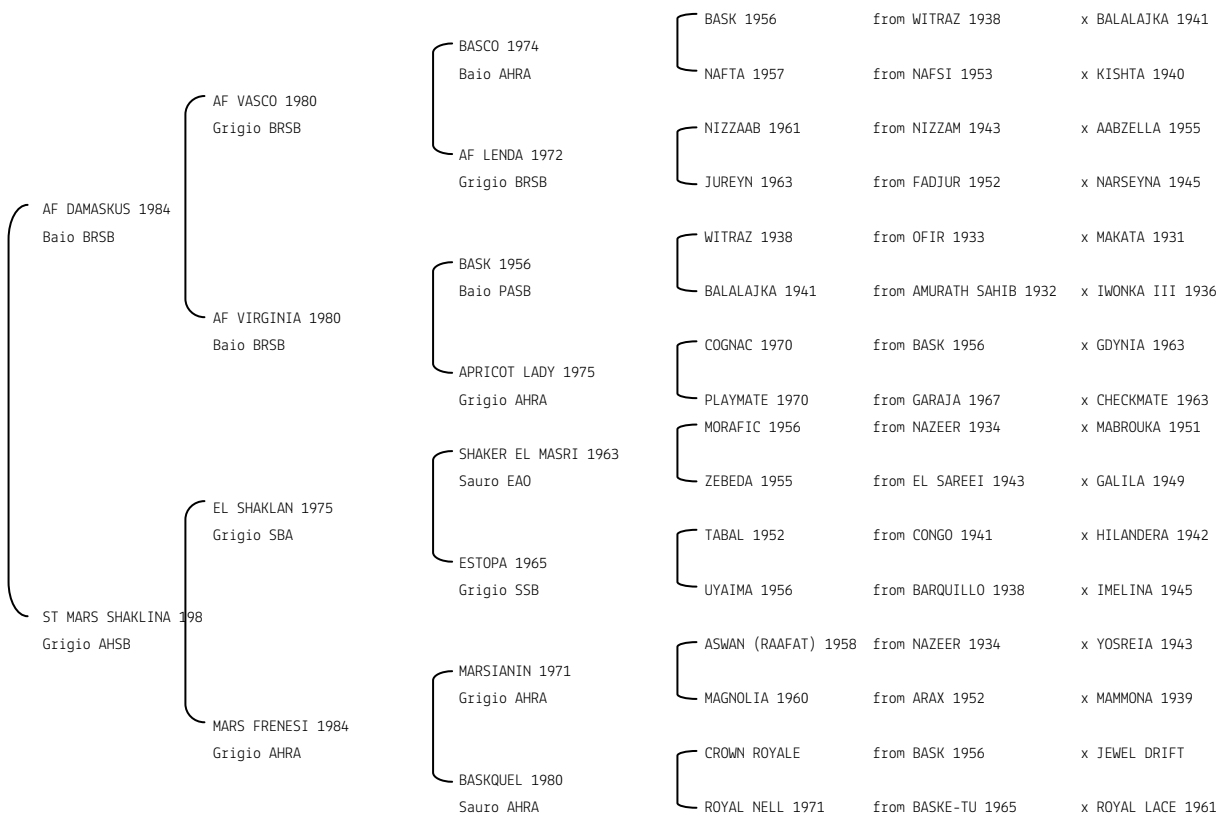 BASK 1956 from WITRAZ 1938 x BALALAJKA 1941
BASCO 1974
Baio AHRA
NAFTA 1957 from NAFSI 1953 x KISHTA 1940
AF VASCO 1980
Grigio BRSB
NIZZAAB 1961 from NIZZAM 1943 x AABZELLA 1955
AF LENDA 1972
Grigio BRSB
JUREYN 1963 from FADJUR 1952 x NARSEYNA 1945
AF DAMASKUS 1984
Baio BRSB
WITRAZ 1938 from OFIR 1933 x MAKATA 1931
BASK 1956
Baio PASB
BALALAJKA 1941 from AMURATH SAHIB 1932 x IWONKA III 1936
AF VIRGINIA 1980
Baio BRSB
COGNAC 1970 from BASK 1956 x GDYNIA 1963
APRICOT LADY 1975
Grigio AHRA
PLAYMATE 1970 from GARAJA 1967 x CHECKMATE 1963
MORAFIC 1956 from NAZEER 1934 x MABROUKA 1951
SHAKER EL MASRI 1963
Sauro EAO
ZEBEDA 1955 from EL SAREEI 1943 x GALILA 1949
EL SHAKLAN 1975
Grigio SBA
TABAL 1952 from CONGO 1941 x HILANDERA 1942
ESTOPA 1965
Grigio SSB
UYAIMA 1956 from BARQUILLO 1938 x IMELINA 1945
ST MARS SHAKLINA 198
Grigio AHSB
ASWAN (RAAFAT) 1958 from NAZEER 1934 x YOSREIA 1943
MARSIANIN 1971
Grigio AHRA
MAGNOLIA 1960 from ARAX 1952 x MAMMONA 1939
MARS FRENESI 1984
Grigio AHRA
CROWN ROYALE from BASK 1956 x JEWEL DRIFT
BASKQUEL 1980
Sauro AHRA
ROYAL NELL 1971 from BASKE-TU 1965 x ROYAL LACE 1961